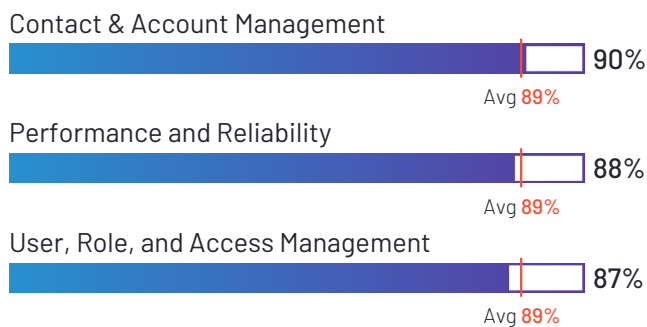 Contact & Account Management
90%
Avg 89%
Performance and Reliability
88%
Avg 89%
User, Role, and Access Management
87%
Avg 89%